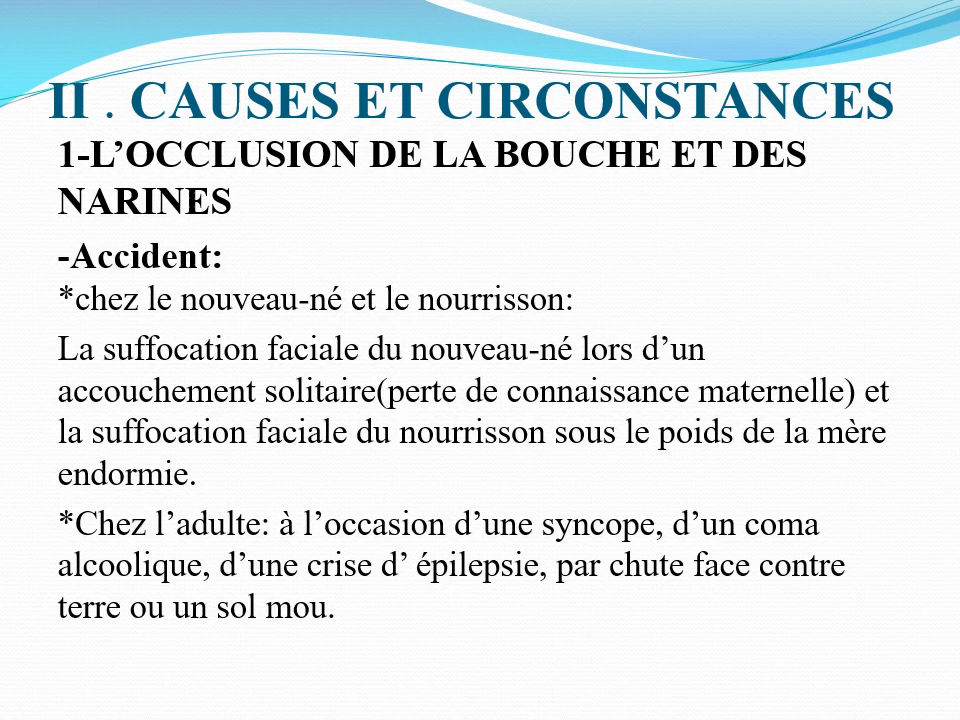 II . CAUSES ET CIRCONSTANCES
1-L’OCCLUSION DE LA BOUCHE ET DES
NARINES
-Accident:
*chez le nouveau-né et le nourrisson:
La suffocation faciale du nouveau-né lors d’un
accouchement solitaire(perte de connaissance maternelle) et
la suffocation faciale du nourrisson sous le poids de la mère
endormie.
*Chez l’adulte: à l’occasion d’une syncope, d’un coma
alcoolique, d’une crise d’ épilepsie, par chute face contre
terre ou un sol mou.